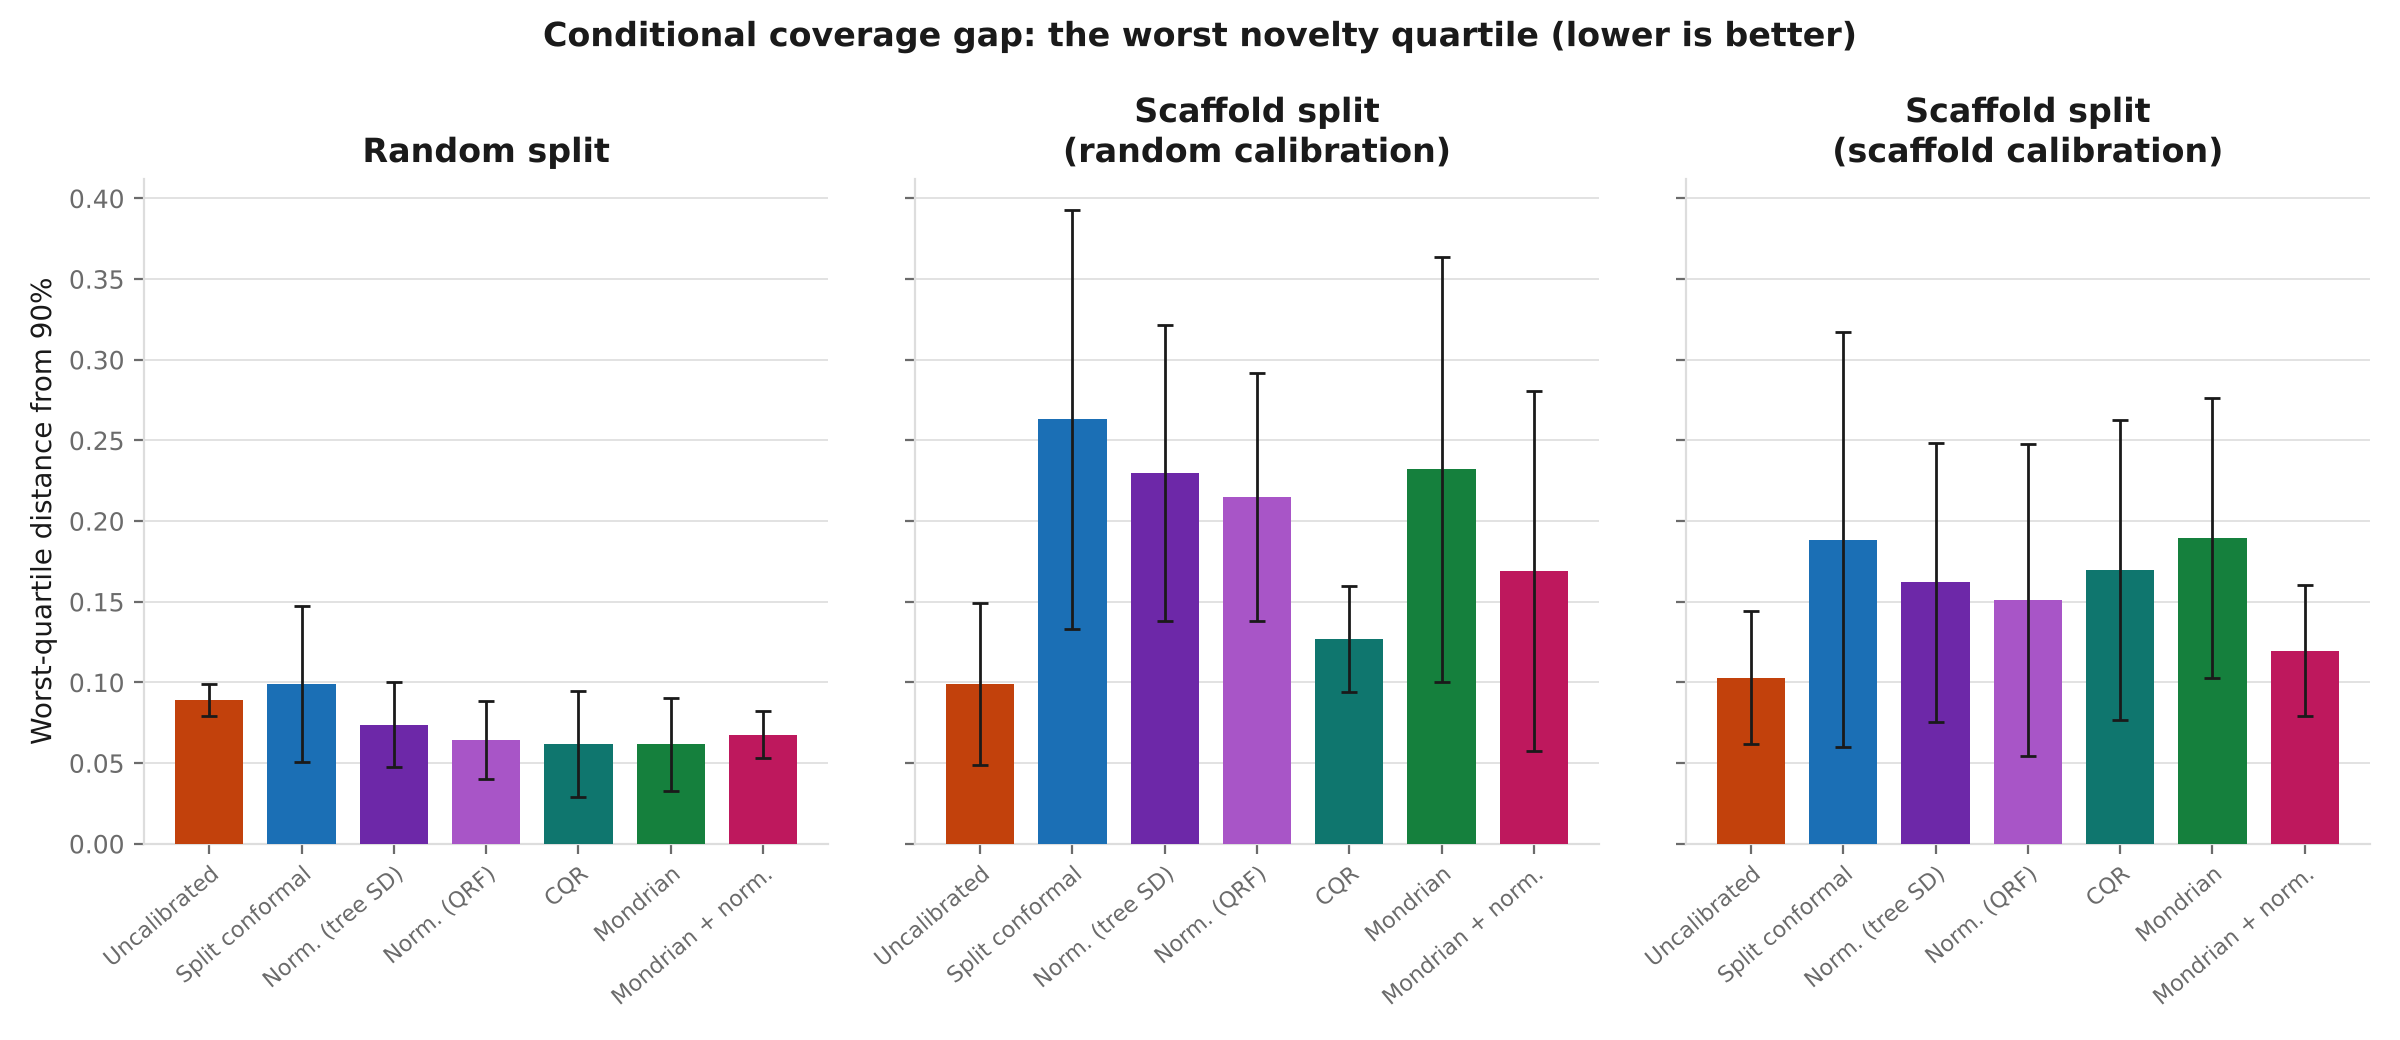 Conditional coverage gap: the worst novelty quartile (lower is better)
Random split
Scaffold split
(random calibration)
Scaffold split
(scaffold calibration)
Worst-quartile distance from 90%
0.40
0.35
0.30
0.25
0.20
0.15
0.10
0.05
0.00
Uncalibrated
Split conformal
Norm. (tree SD)
Norm. (QRF)
CQR
Mondrian
Mondrian + norm.
Uncalibrated
Split conformal
Norm. (tree SD)
Norm. (QRF)
CQR
Mondrian
Mondrian + norm.
Uncalibrated
Split conformal
Norm. (tree SD)
Norm. (QRF)
CQR
Mondrian
Mondrian + norm.